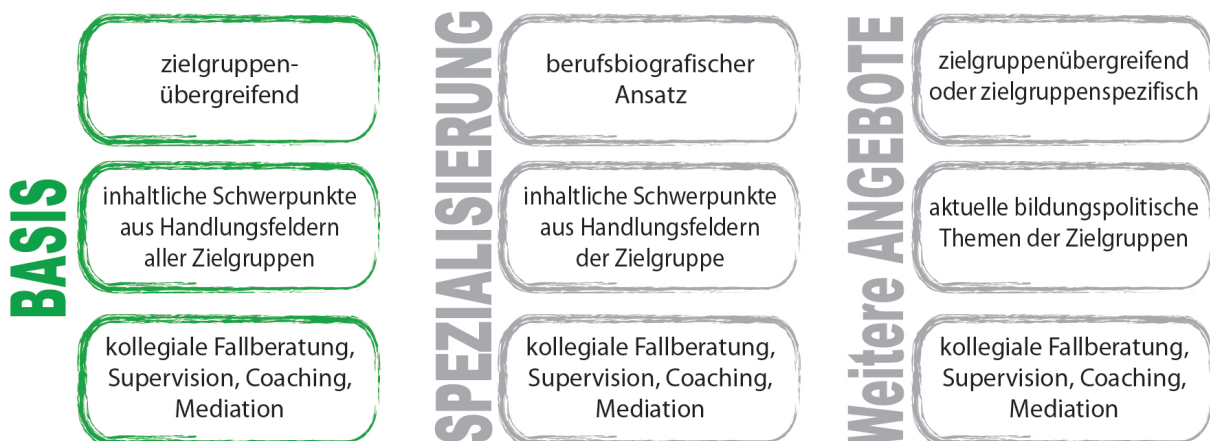 BASIS
zielgruppen-
übergreifend
inhaltliche Schwerpunkte
aus Handlungsfeldern
aller Zielgruppen
kollegiale Fallberatung,
Supervision, Coaching,
Mediation
SPEZIALISIERUNG
berufsbiografischer
Ansatz
inhaltliche Schwerpunkte
aus Handlungsfeldern
der Zielgruppe
kollegiale Fallberatung,
Supervision, Coaching,
Mediation
Weitere ANGEBOTE
zielgruppenübergreifend
oder zielgruppenspezifisch
aktuelle bildungspolitische
Themen der Zielgruppen
kollegiale Fallberatung,
Supervision, Coaching,
Mediation